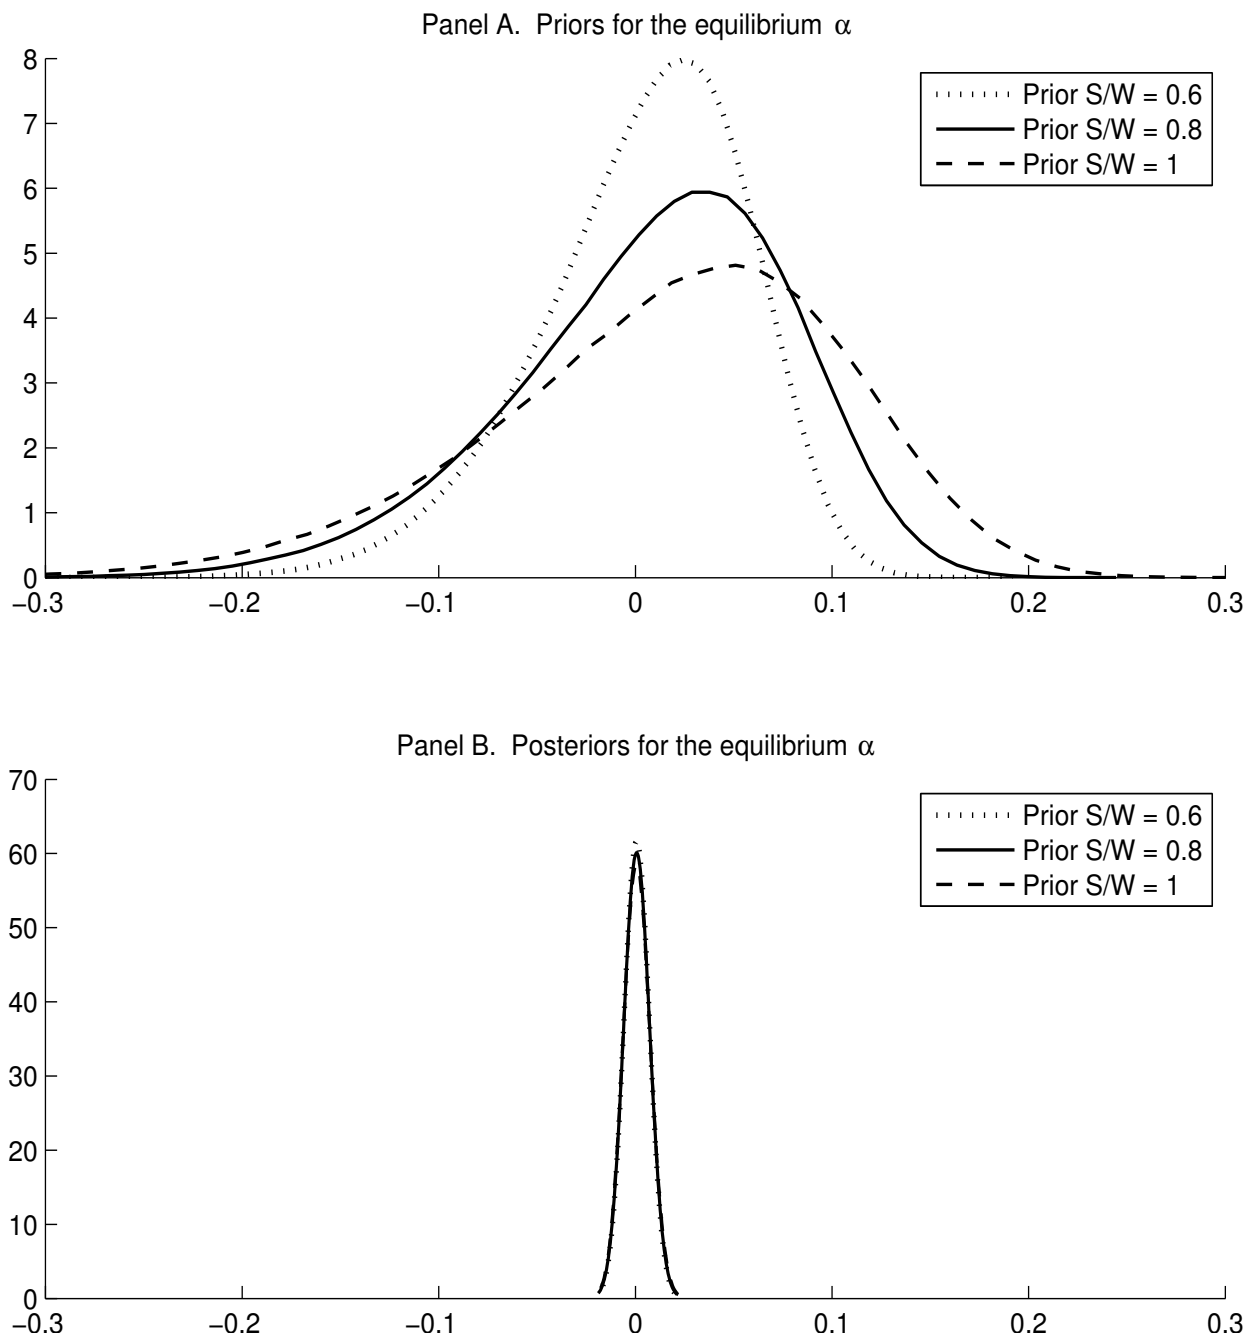 Panel A.  Priors for the equilibrium α
8
7
6
5
4
3
2
1
0
Prior S/W = 0.6
Prior S/W = 0.8
Prior S/W = 1
−0.3 −0.2 −0.1 0 0.1 0.2 0.3
Panel B.  Posteriors for the equilibrium α
70
60
50
40
30
20
10
0
Prior S/W = 0.6
Prior S/W = 0.8
Prior S/W = 1
−0.3 −0.2 −0.1 0 0.1 0.2 0.3